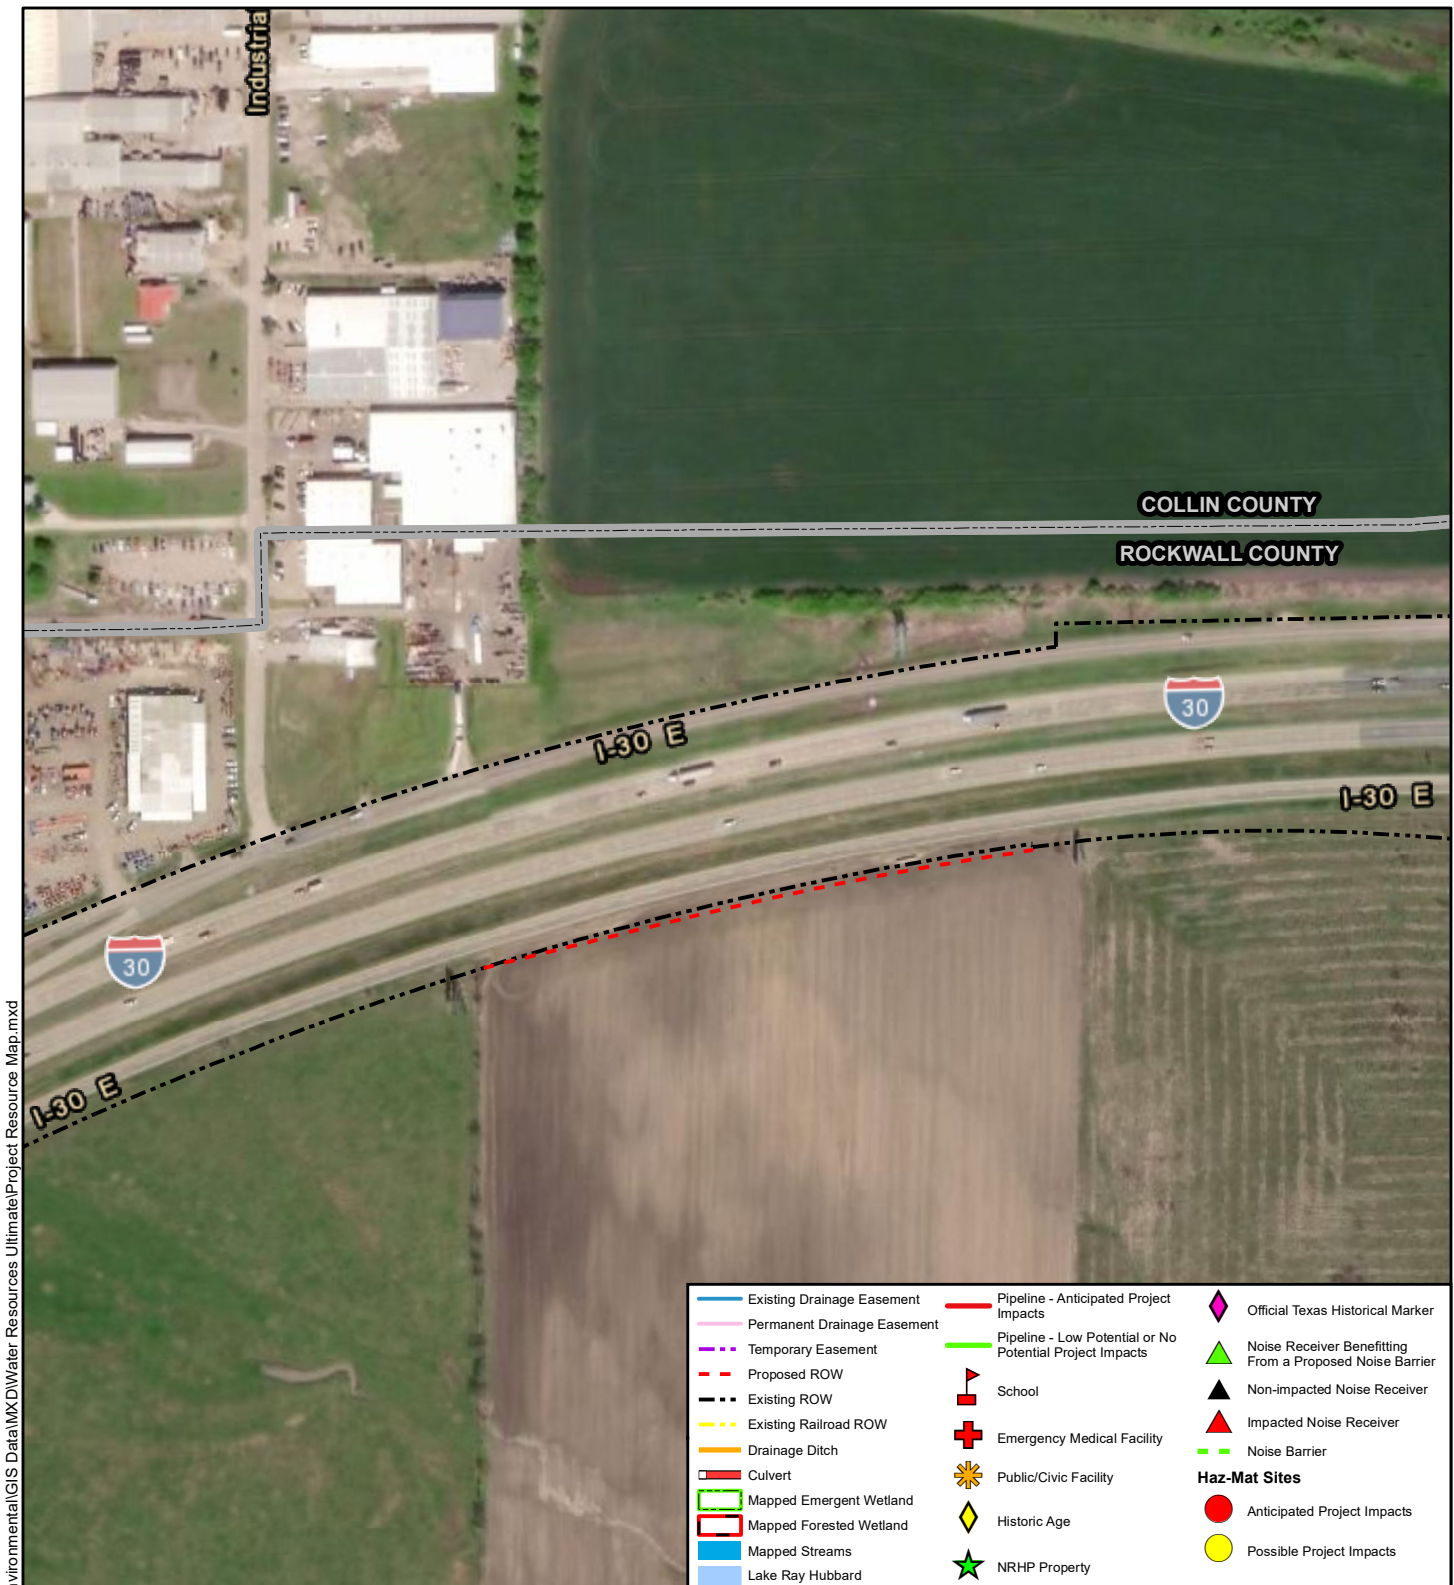 Industria
COLLIN COUNTY
ROCKWALL COUNTY
30
I-30 E
I-30 E
30
I-30 E
vironmental\GIS Data\MXD\Water Resources Ultimate\Project Resource Map.mxd
Existing Drainage Easement
Permanent Drainage Easement
Temporary Easement
Proposed ROW
Existing ROW
Existing Railroad ROW
Drainage Ditch
Culvert
Mapped Emergent Wetland
Mapped Forested Wetland
Mapped Streams
Lake Ray Hubbard
Pipeline - Anticipated Project
Impacts
Pipeline - Low Potential or No
Potential Project Impacts
School
Emergency Medical Facility
Public/Civic Facility
Historic Age
NRHP Property
Official Texas Historical Marker
Noise Receiver Benefitting
From a Proposed Noise Barrier
Non-impacted Noise Receiver
Impacted Noise Receiver
Noise Barrier
Haz-Mat Sites
Anticipated Project Impacts
Possible Project Impacts